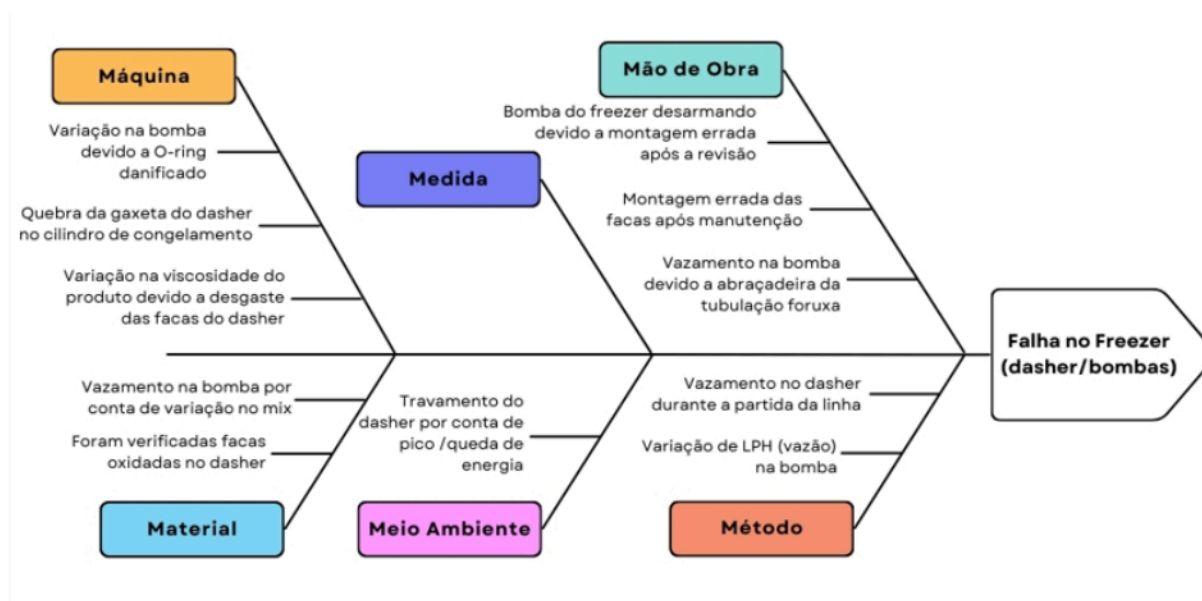 Máquina
Variação na bomba
devido a O-ring
danificado
Quebra da gaxeta do dasher
no cilindro de congelamento
Variação na viscosidade do
produto devido a desgaste
das facas do dasher
Medida
Mão de Obra
Bomba do freezer desarmando
devido a montagem errada
após a revisão
Montagem errada das
facas após manutenção
Vazamento na bomba
devido a abraçadeira da
tubulação foruxa
Falha no Freezer
(dasher/bombas)
Vazamento na bomba por
conta de variação no mix
Foram verificadas facas
oxidadas no dasher
Material
Travamento do
dasher por conta de
pico /queda de
energia
Meio Ambiente
Vazamento no dasher
durante a partida da linha
Variação de LPH (vazão)
na bomba
Método